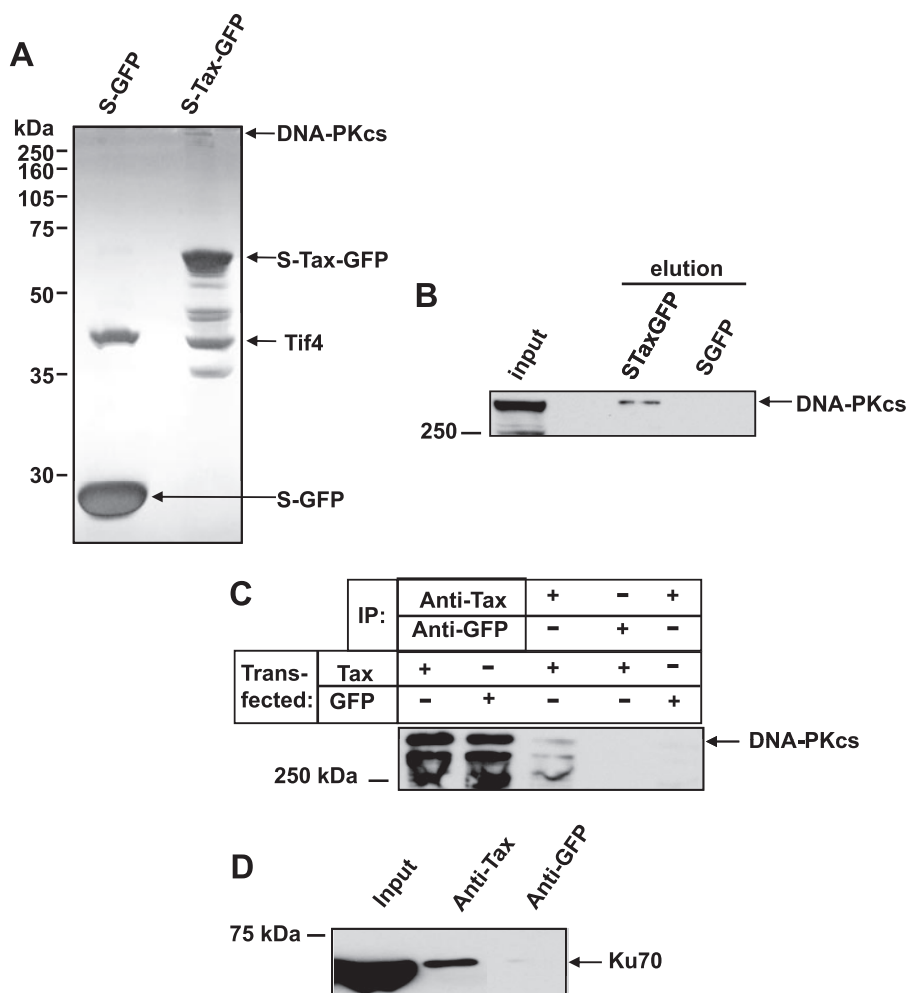 A
S-GFP
S-Tax-GFP
kDa
250
160
105
75
50
35
30
DNA-PKcs
S-Tax-GFP
Tif4
S-GFP
B
elution
input
STaxGFP
SGFP
250
DNA-PKcs
C
IP:
Anti-Tax + - +
Anti-GFP - + -
Trans-
fected:
Tax + - + + -
GFP - + - - +
250 kDa
DNA-PKcs
D
Input
Anti-Tax
Anti-GFP
75 kDa
Ku70